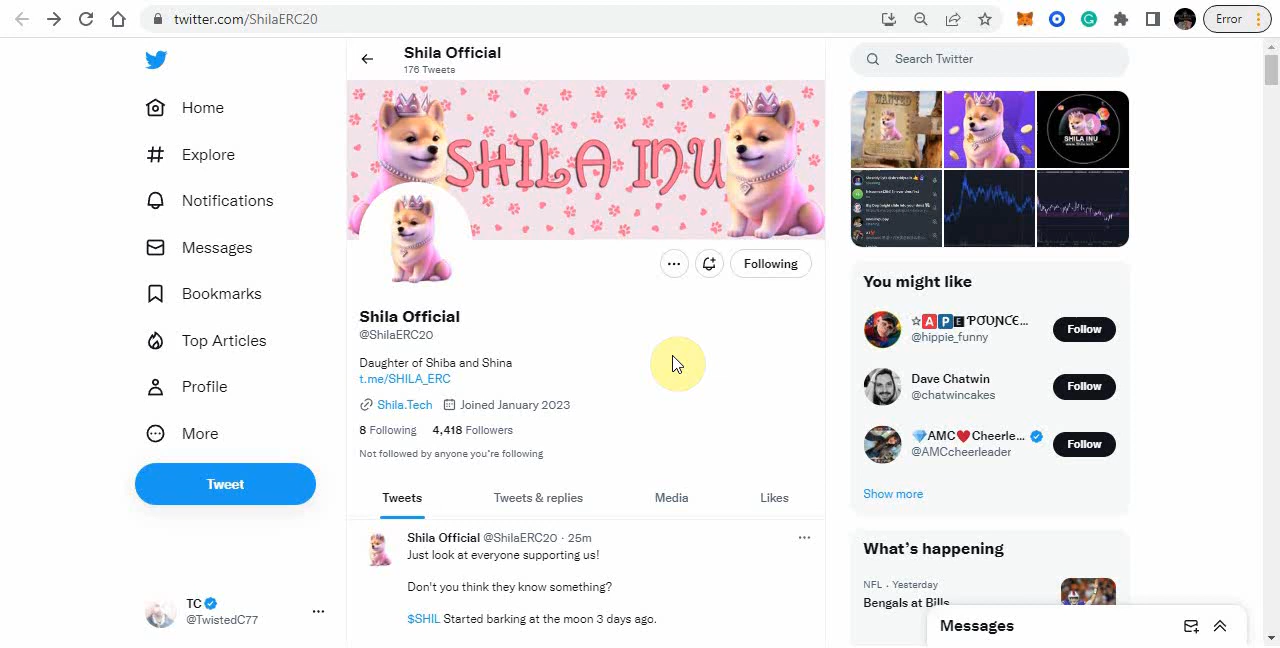 twitter.com/ShilaERC20
Error
Home
Explore
Notifications
Messages
Bookmarks
Top Articles
Profile
More
Tweet
TC
@TwistedC77
Shila Official
176 Tweets
SHILA INU
Following
Shila Official
@ShilaERC20
Daughter of Shiba and Shina
t.me/SHILA_ERC
Shila.Tech Joined January 2023
8 Following 4,418 Followers
Not followed by anyone you're following
Tweets Tweets & replies Media Likes
Shila Official @ShilaERC20 · 25m
Just look at everyone supporting us!
Don't you think they know something?
$SHIL Started barking at the moon 3 days ago.
Search Twitter
WANTED
SHILA INU
You might like
@hippie_funny
Follow
Dave Chatwin
@chatwincakes
Follow
💎AMC❤️Cheerle...
@AMCcheerleader
Follow
Show more
What's happening
NFL · Yesterday
Bengals at Bills
Messages